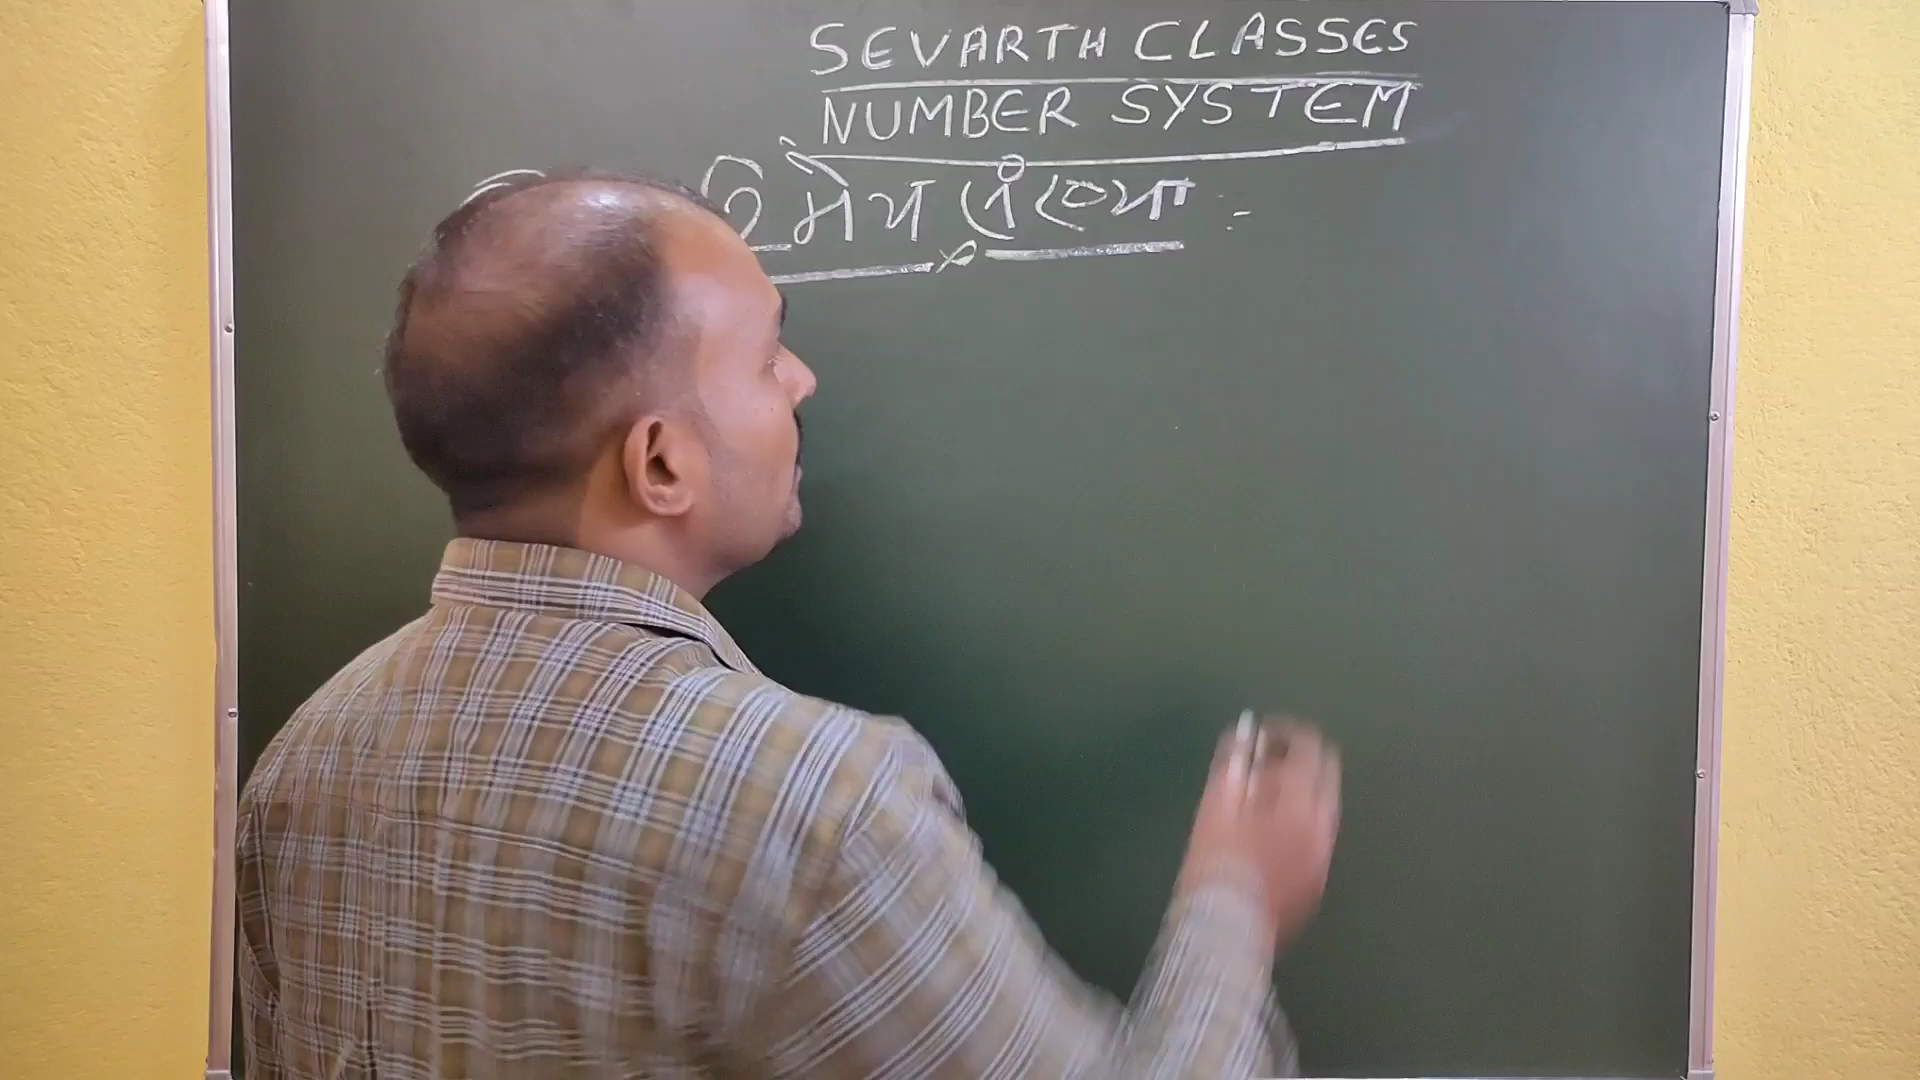 SEVARTH CLASSES
NUMBER SYSTEM
संख्या :-